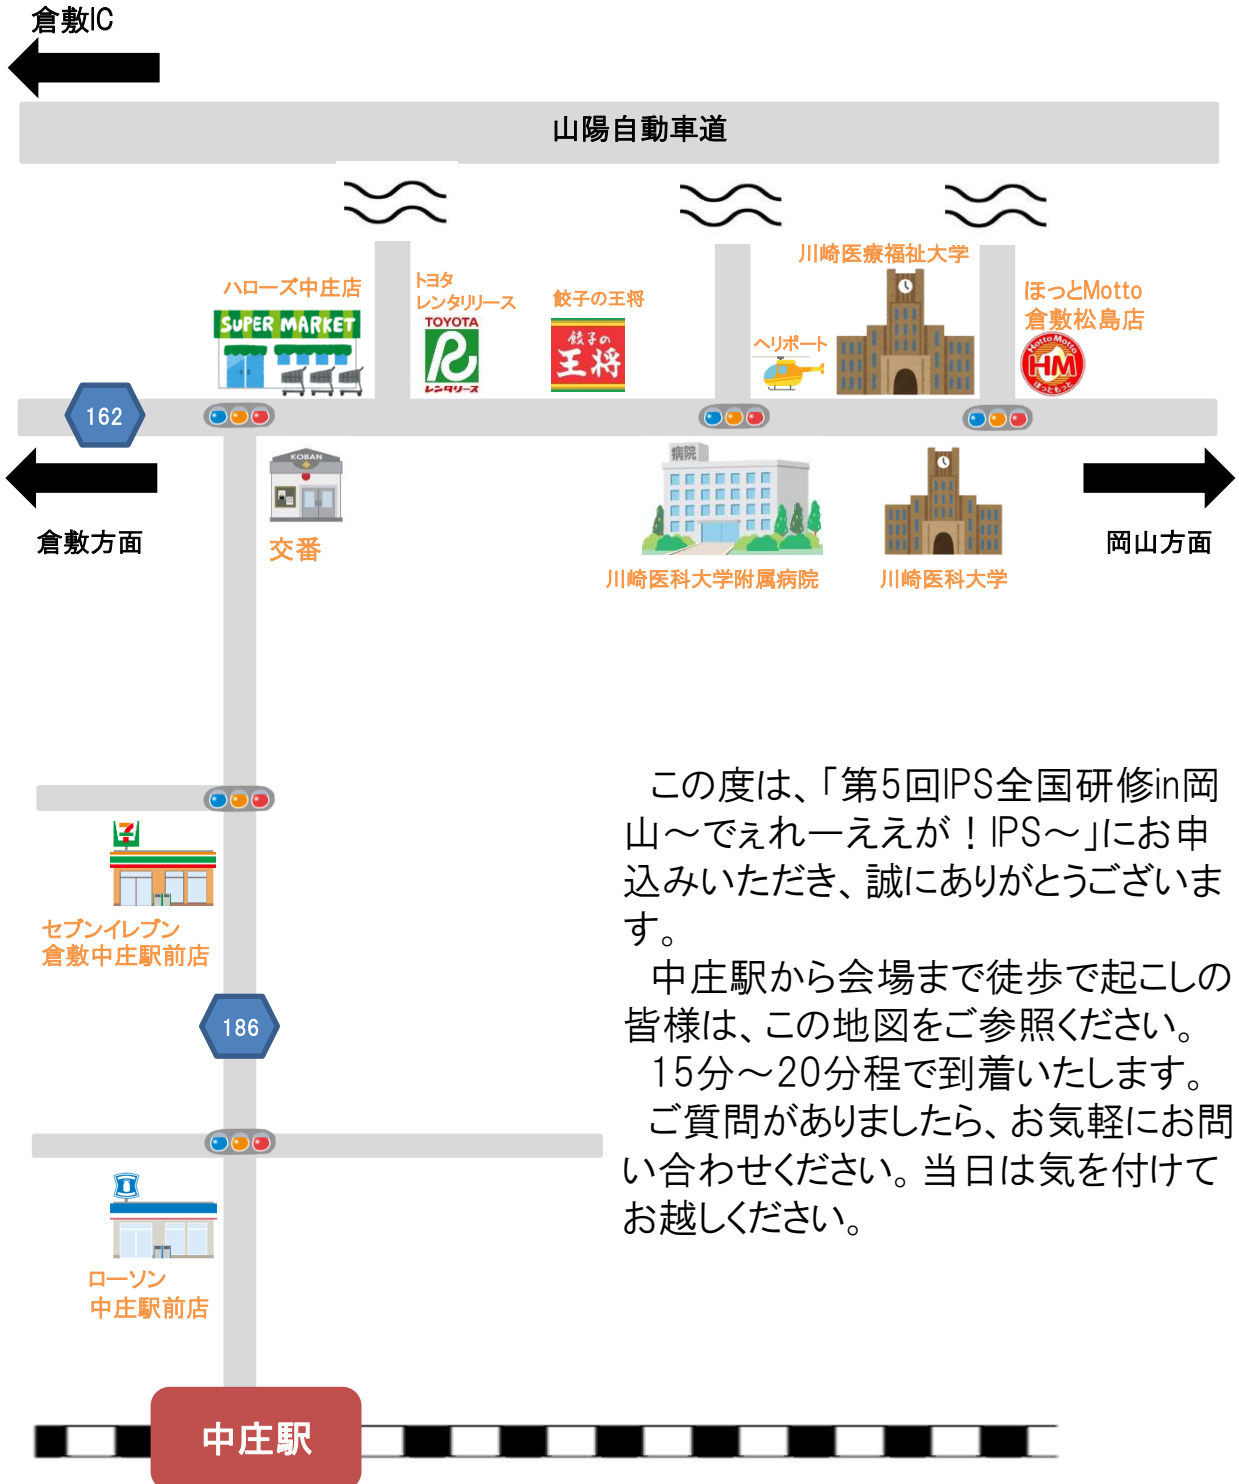 倉敷IC
山陽自動車道
川崎医療福祉大学
ハローズ中庄店
トヨタ
レンタリリース
餃子の王将
ほっとMotto
倉敷松島店
SUPER MARKET
TOYOTA
レンタリース
餃子の
王将
ヘリポート
Hotto Motto
HM
ほっともっと
162
KOBAN
病院
倉敷方面
交番
岡山方面
川崎医科大学附属病院
川崎医科大学
この度は、「第5回IPS全国研修in岡
山～でぇれーええが！IPS～」にお申
込みいただき、誠にありがとうございま
す。
中庄駅から会場まで徒歩で起こしの
皆様は、この地図をご参照ください。
15分～20分程で到着いたします。
ご質問がありましたら、お気軽にお問
い合わせください。当日は気を付けて
お越しください。
7
セブンイレブン
倉敷中庄駅前店
186
ローソン
中庄駅前店
中庄駅